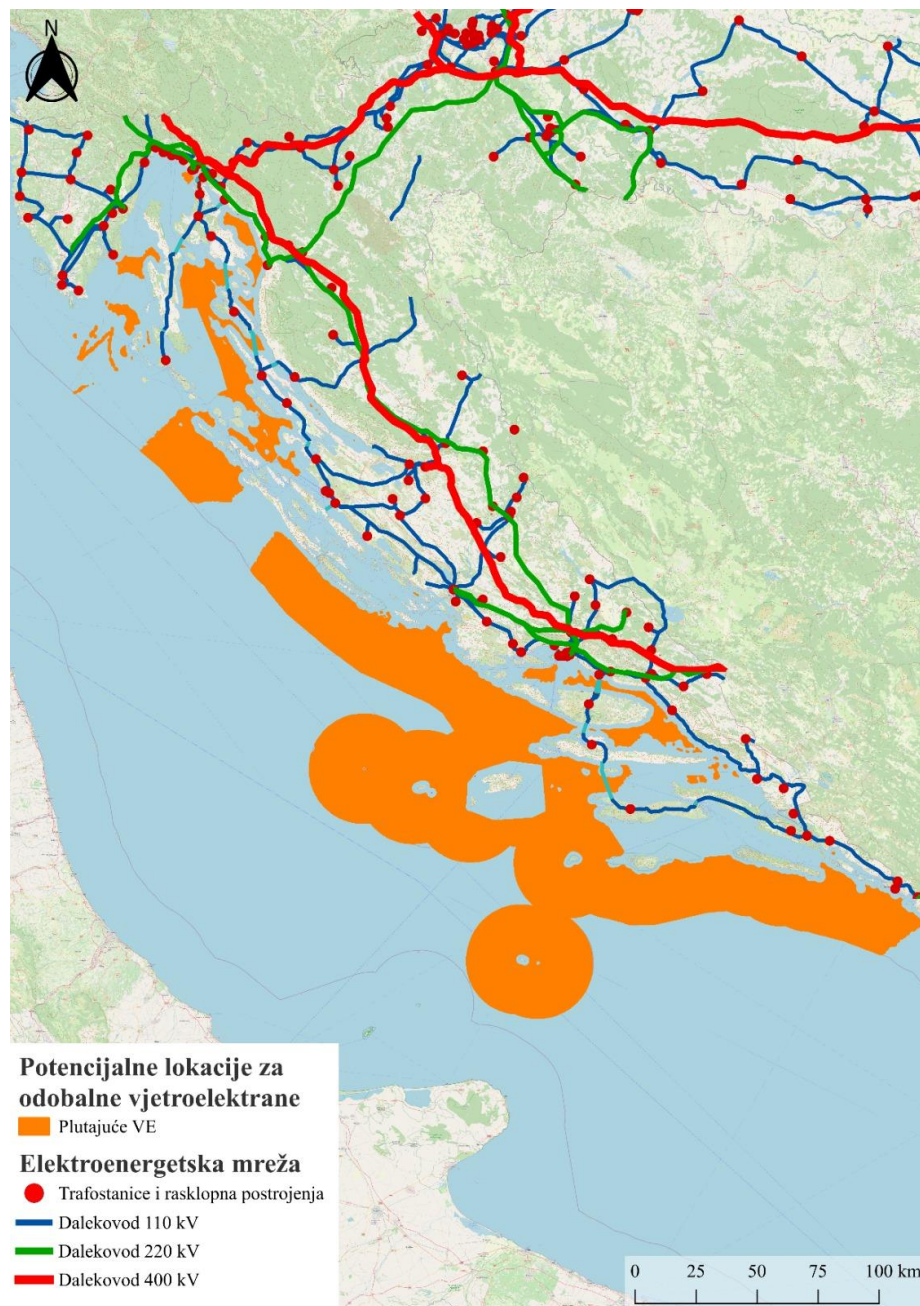 N
Potencijalne lokacije za
odobalne vjetroelektrane
Plutajuće VE
Elektroenergetska mreža
Trafostanice i rasklopna postrojenja
Dalekovod 110 kV
Dalekovod 220 kV
Dalekovod 400 kV
0 25 50 75 100 km